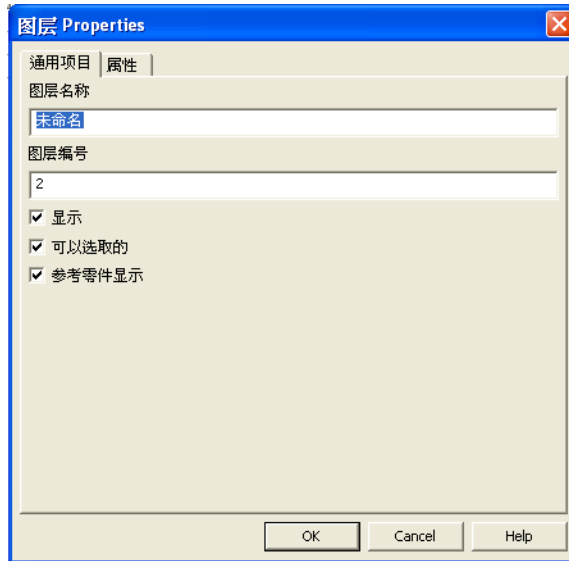 图层 Properties
通用项目 属性
图层名称
未命名
图层编号
2
显示
可以选取的
参考零件显示
OK Cancel Help